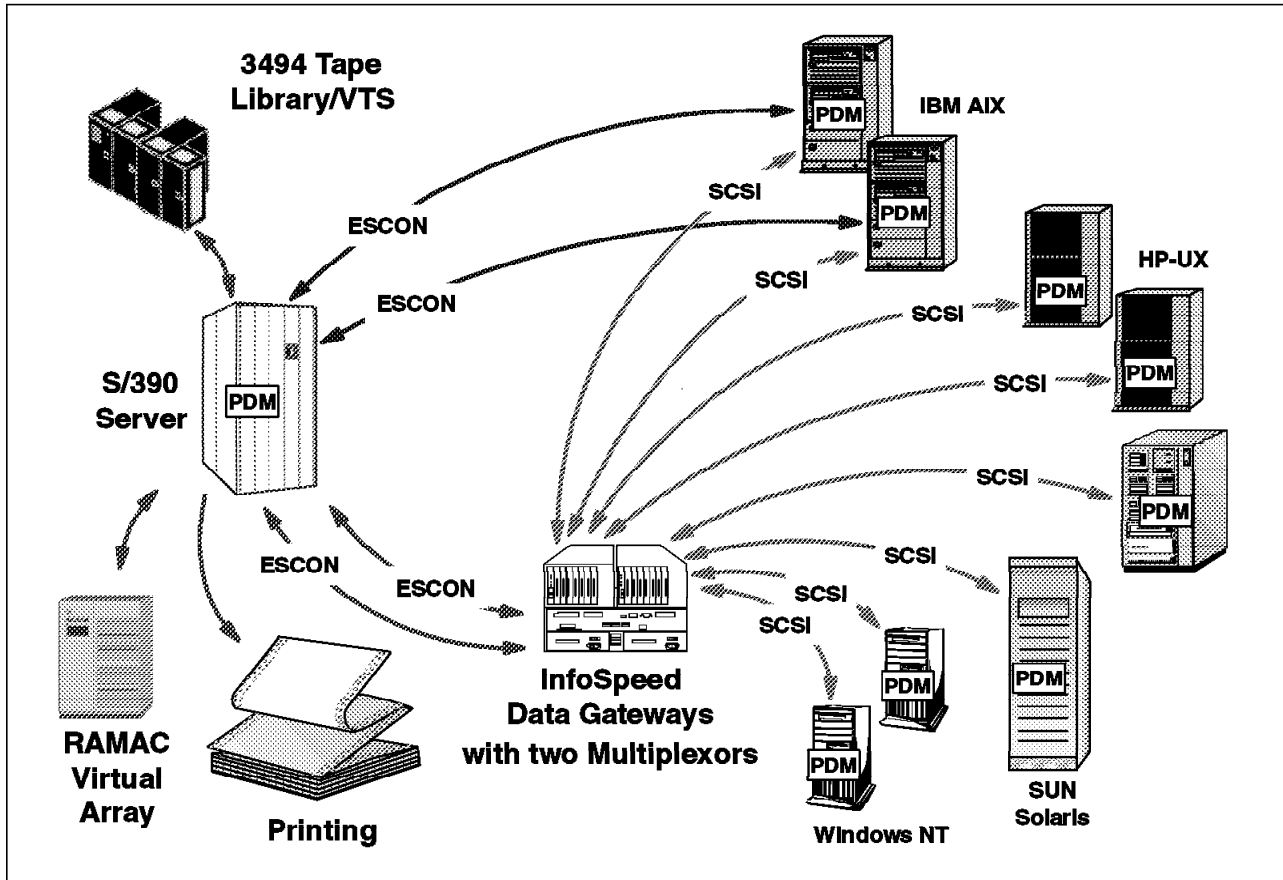 3494 Tape
Library/VTS
PDM
IBM AIX
PDM
SCSI
ESCON
SCSI
ESCON
PDM
HP-UX
SCSI
PDM
SCSI
S/390
Server
PDM
SCSI
PDM
ESCON
ESCON
SCSI
SCSI
SCSI
PDM
PDM
PDM
InfoSpeed
Data Gateways
with two Multiplexors
RAMAC
Virtual
Array
Printing
Windows NT
SUN
Solaris